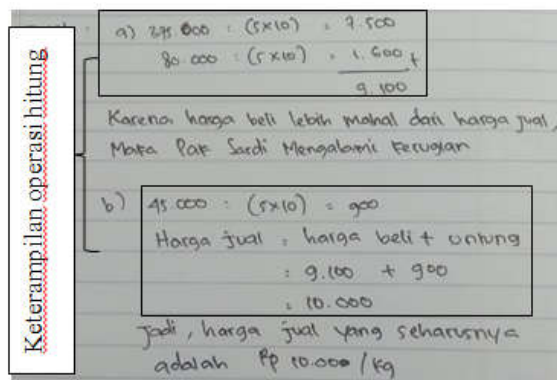 Keterampilan operasi hitung
a) 375.000 : (5x10) = 7.500
80.000 : (5x10) = 1.600 +
9.100
Karena harga beli lebih mahal dari harga jual,
Maka Pak Sardi Mengalami kerugian
b) 45.000 : (5x10) = 900
Harga jual = harga beli + untung
= 9.100 + 900
= 10.000
Jadi, harga jual yang seharusnya
adalah Rp 10.000 / kg